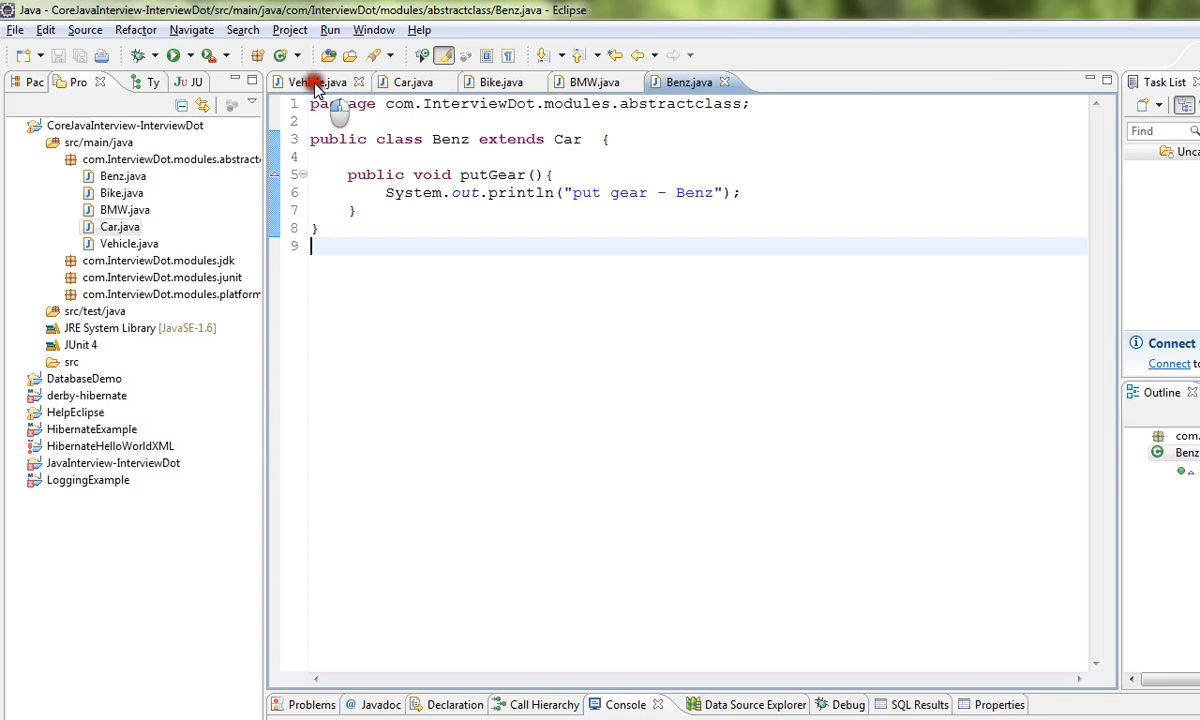 Java - CoreJavaInterview-InterviewDot/src/main/java/com/InterviewDot/modules/abstractclass/Benz.java - Eclipse
File Edit Source Refactor Navigate Search Project Run Window Help
Pac Pro Ty JU JU
Vehicle.java Car.java Bike.java BMW.java Benz.java
Task List
Find
Unca
CoreJavaInterview-InterviewDot
src/main/java
com.InterviewDot.modules.abstract
Benz.java
Bike.java
BMW.java
Car.java
Vehicle.java
com.InterviewDot.modules.jdk
com.InterviewDot.modules.junit
com.InterviewDot.modules.platform
src/test/java
JRE System Library [JavaSE-1.6]
JUnit 4
src
DatabaseDemo
derby-hibernate
HelpEclipse
HibernateExample
HibernateHelloWorldXML
JavaInterview-InterviewDot
LoggingExample
1 package com.InterviewDot.modules.abstractclass;
2
3 public class Benz extends Car {
4
5 public void putGear(){
6 System.out.println("put gear - Benz");
7 }
8 }
9
Connect
Connect to
Outline
com.
Benz
Problems @ Javadoc Declaration Call Hierarchy Console Data Source Explorer Debug SQL Results Properties